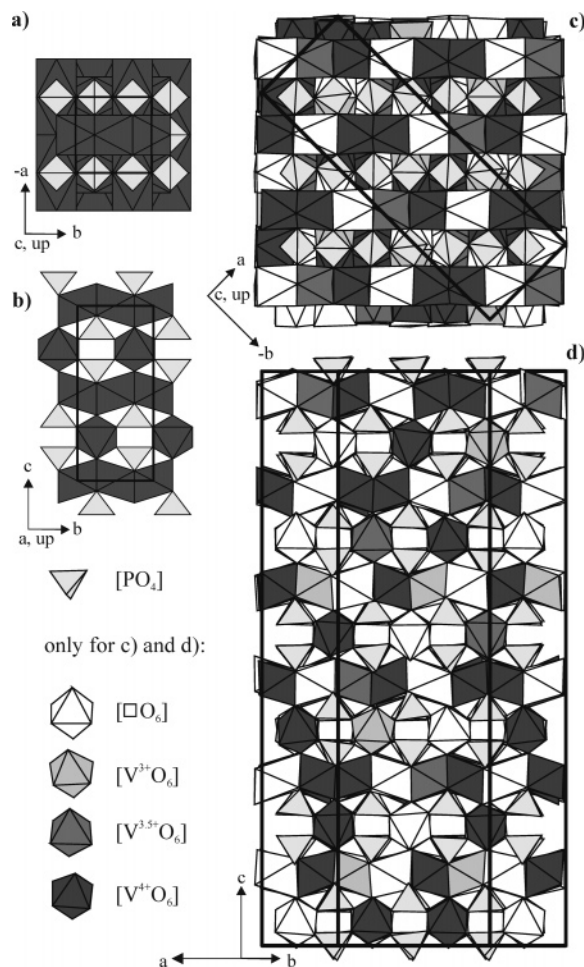 a)
c)
-a
c, up
b
b)
a
c, up
-b
d)
c
a, up
b
[PO₄]
only for c) and d):
[□O₆]
[V³⁺O₆]
[V³·⁵⁺O₆]
[V⁴⁺O₆]
c
a
b